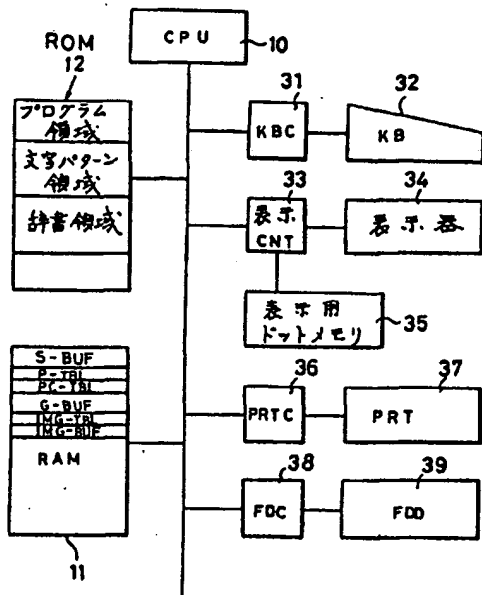 CPU
10
ROM
12
プログラム
領域
文字パターン
領域
辞書領域
31
KBC
32
KB
33
表示
CNT
34
表示器
表示用
ドットメモリ
35
S-BUF
P-TBL
PC-TBL
G-BUF
IMG-TBL
IMG-BUF
RAM
11
36
PRTC
37
PRT
38
FDC
39
FDD